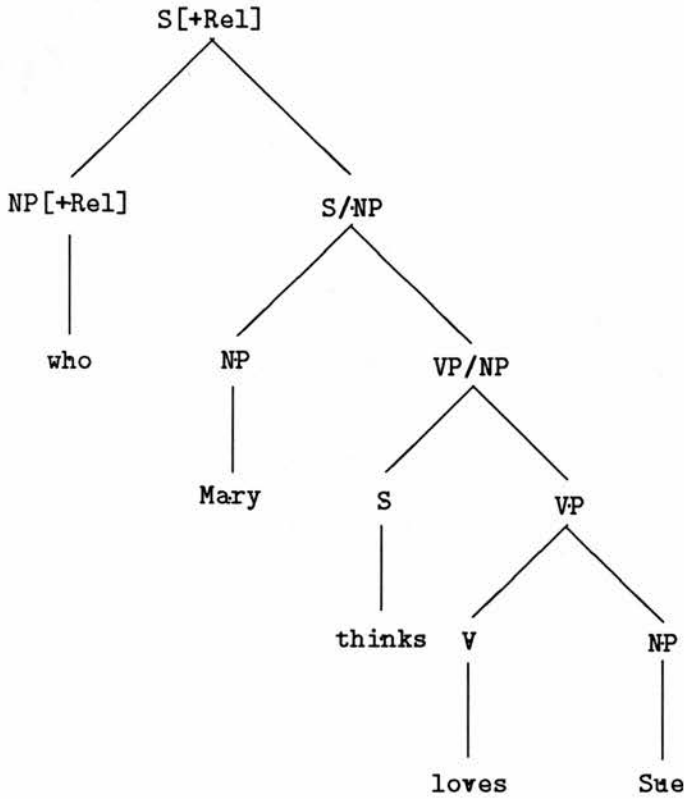 S[+Rel]
NP[+Rel] S/NP
who NP VP/NP
Mary S VP
thinks V NP
loves Sue